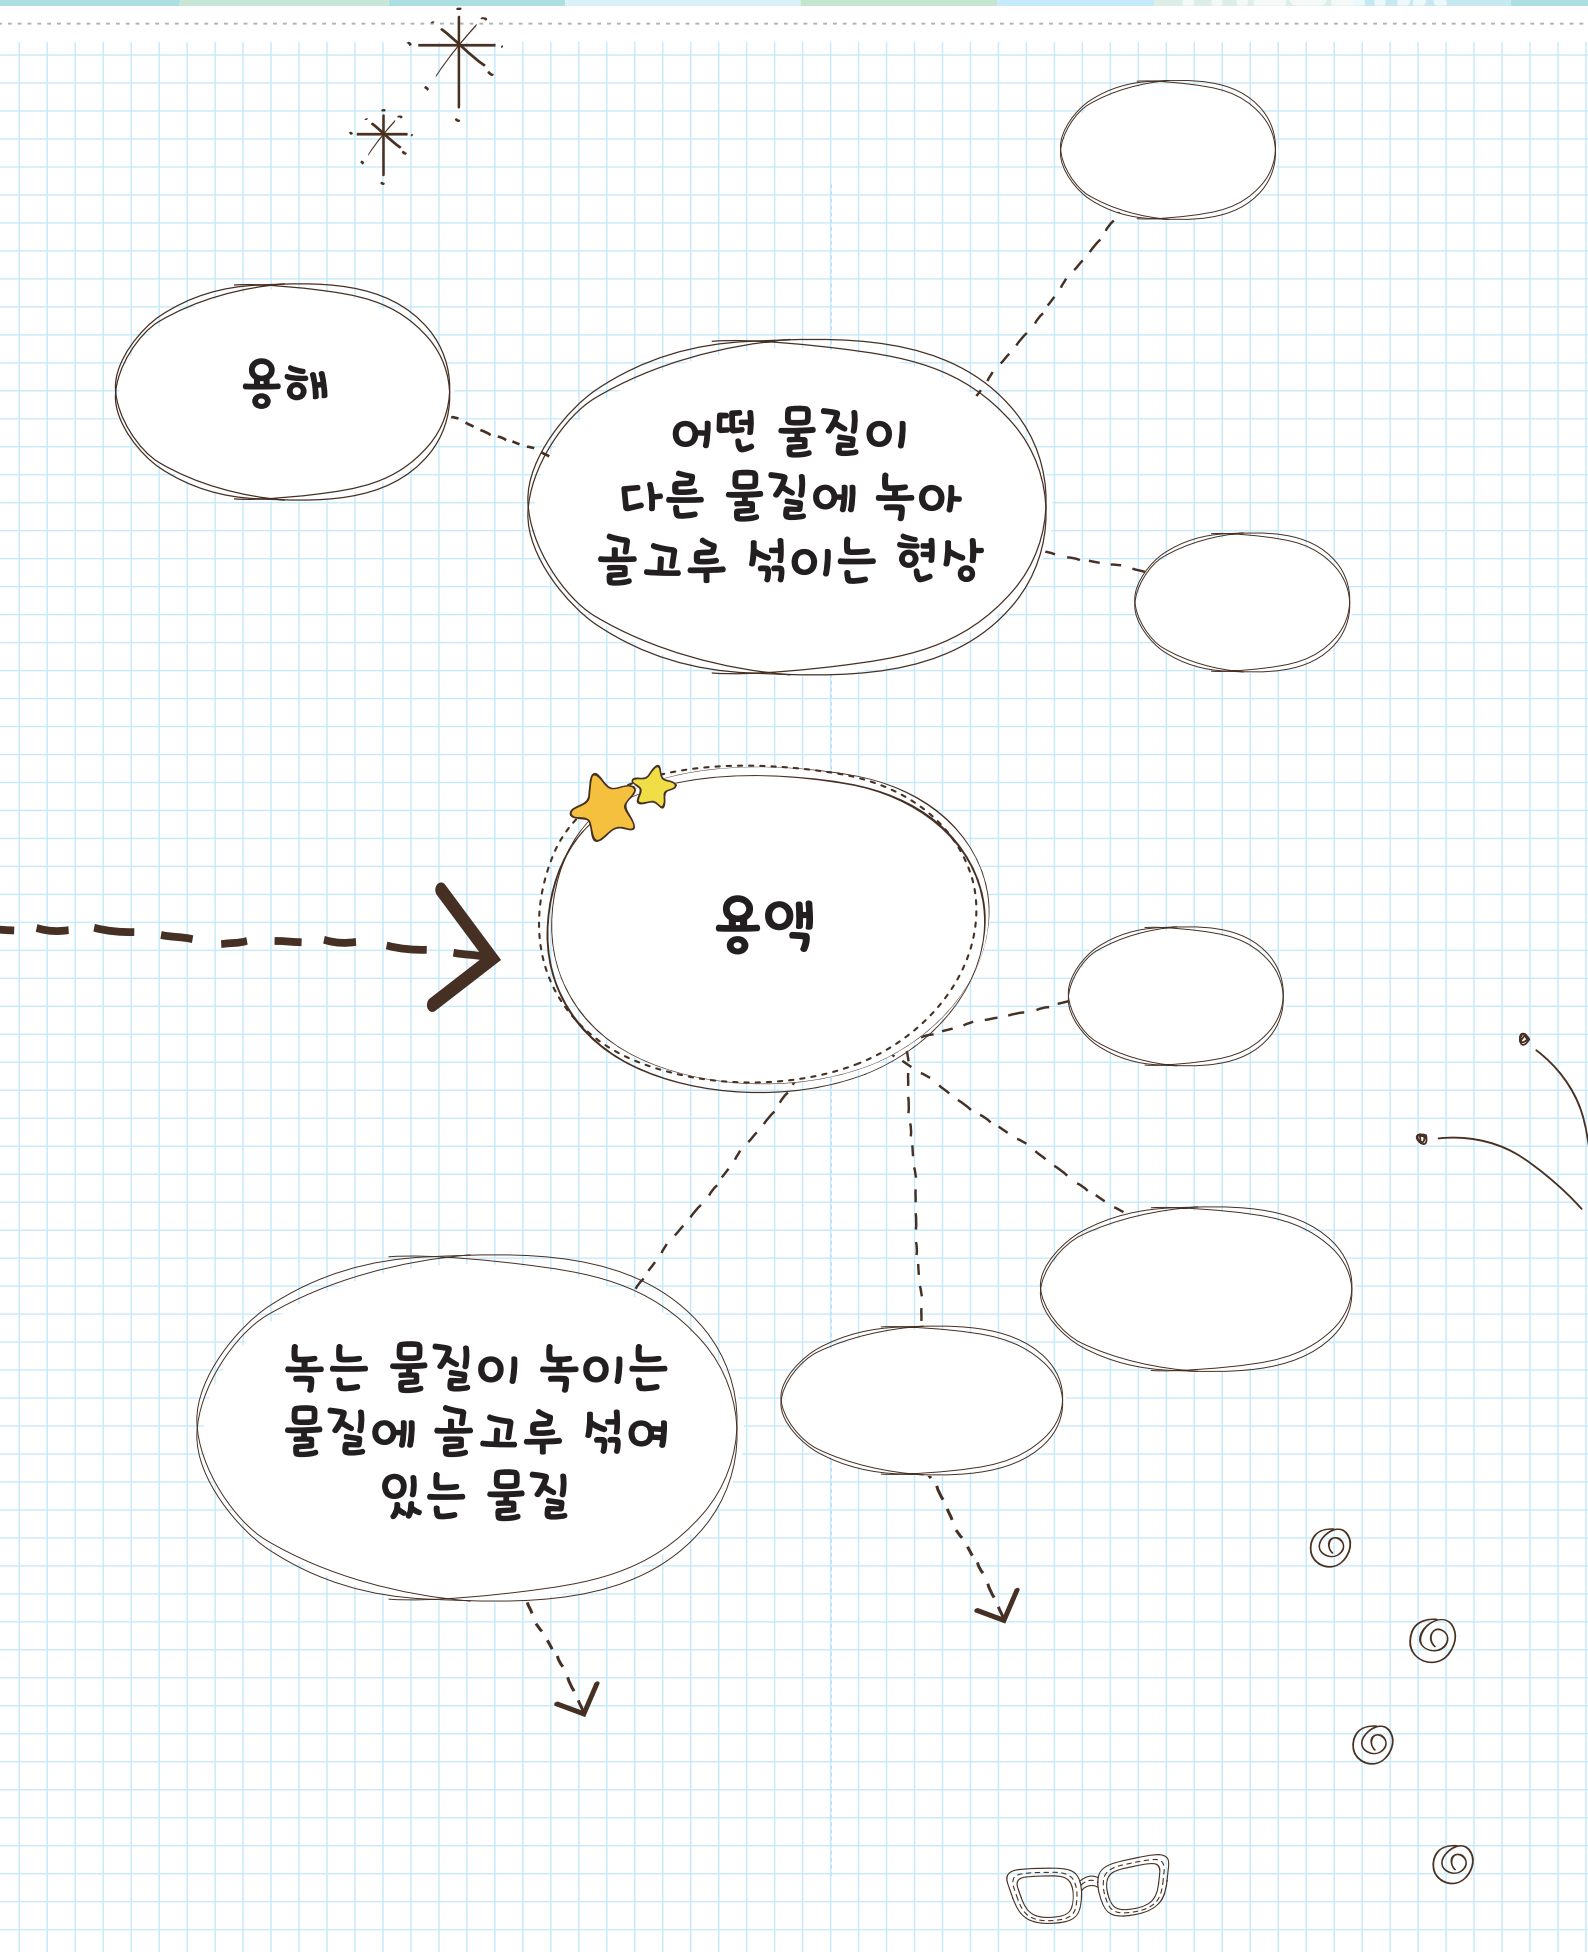 용해
어떤 물질이
다른 물질에 녹아
골고루 섞이는 현상
용액
녹는 물질이 녹이는
물질에 골고루 섞여
있는 물질